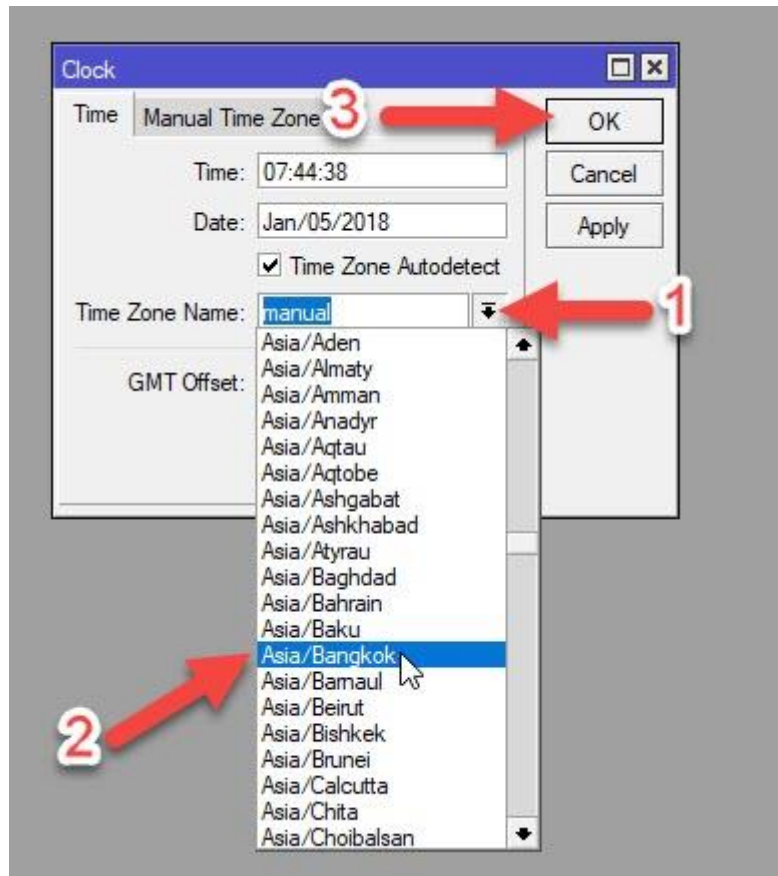 Clock
Time Manual Time Zone 3 OK
Time: 07:44:38 Cancel
Date: Jan/05/2018 Apply
Time Zone Autodetect
Time Zone Name: manual 1
Asia/Aden
Asia/Almaty
GMT Offset: Asia/Amman
Asia/Anadyr
Asia/Aqtau
Asia/Aqtobe
Asia/Ashgabat
Asia/Ashkhabad
Asia/Atyrau
Asia/Baghdad
Asia/Bahrain
Asia/Baku
Asia/Bangkok
Asia/Barnaul
2 Asia/Beirut
Asia/Bishkek
Asia/Brunei
Asia/Calcutta
Asia/Chita
Asia/Choibalsan